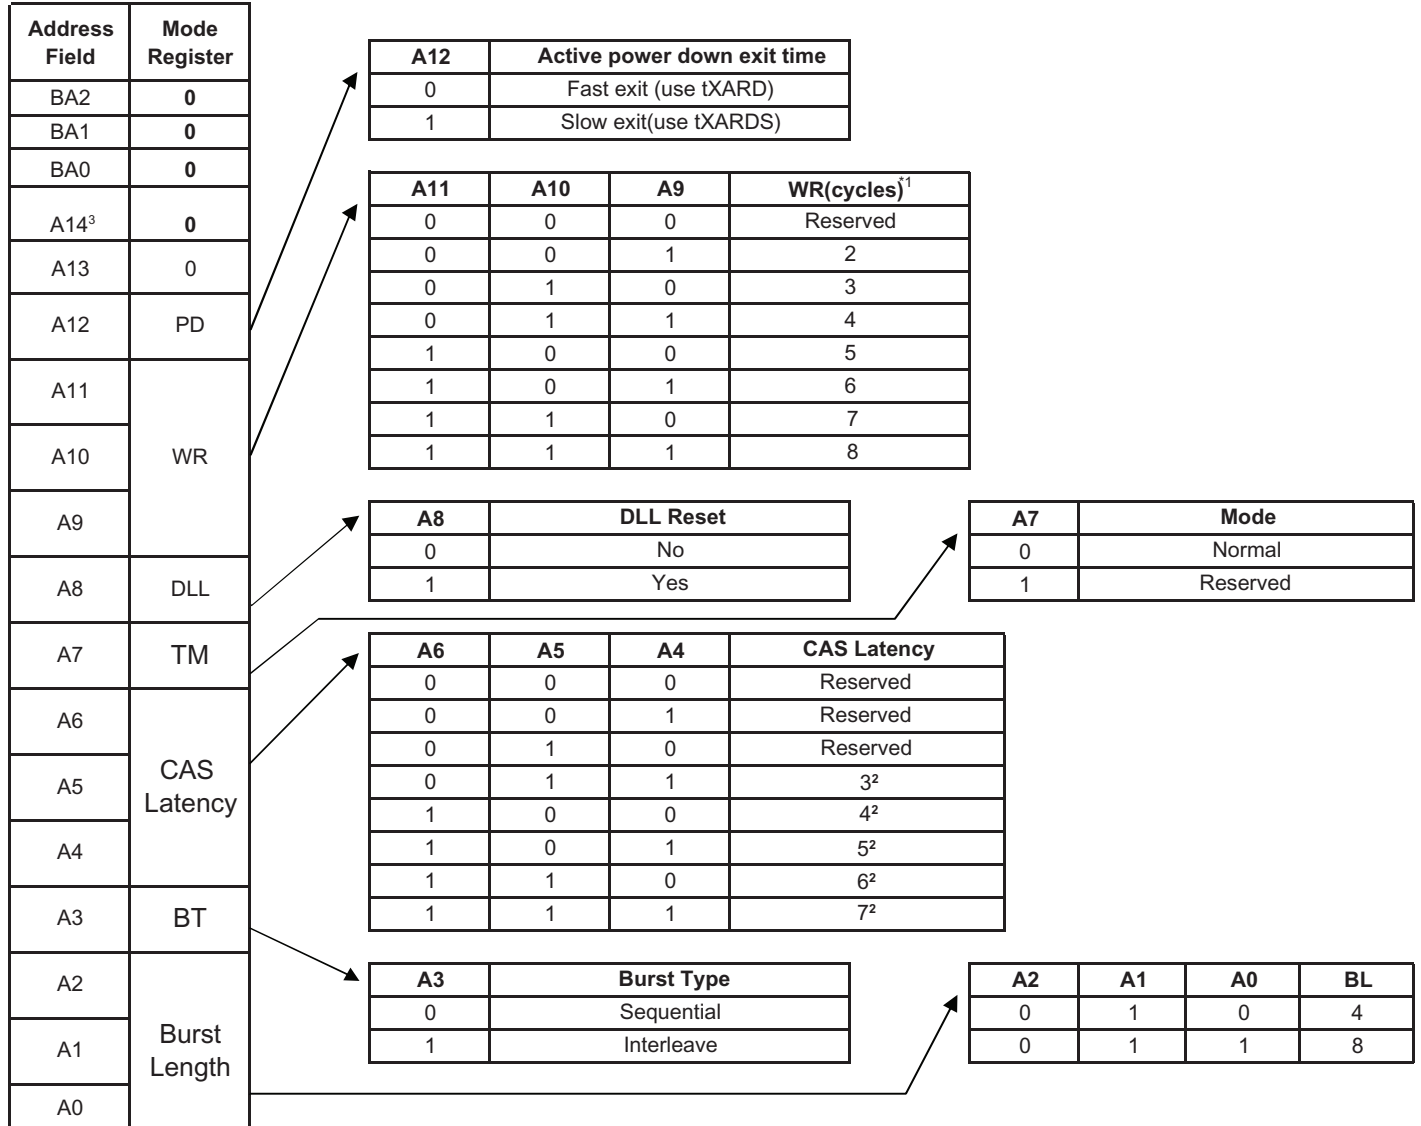 Address Field Mode Register
BA2 0
BA1 0
BA0 0
A14³ 0
A13 0
A12 PD
A11
A10 WR
A9
A8 DLL
A7 TM
A6
A5 CAS Latency
A4
A3 BT
A2
A1 Burst Length
A0
A12 Active power down exit time
0 Fast exit (use tXARD)
1 Slow exit(use tXARDS)
A11 A10 A9 WR(cycles)*1
0 0 0 Reserved
0 0 1 2
0 1 0 3
0 1 1 4
1 0 0 5
1 0 1 6
1 1 0 7
1 1 1 8
A8 DLL Reset
0 No
1 Yes
A7 Mode
0 Normal
1 Reserved
A6 A5 A4 CAS Latency
0 0 0 Reserved
0 0 1 Reserved
0 1 0 Reserved
0 1 1 3²
1 0 0 4²
1 0 1 5²
1 1 0 6²
1 1 1 7²
A3 Burst Type
0 Sequential
1 Interleave
A2 A1 A0 BL
0 1 0 4
0 1 1 8